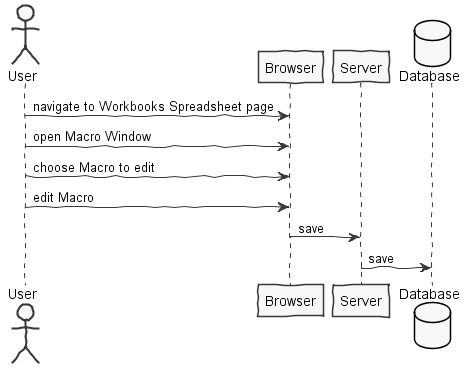 User
Browser
Server
Database
navigate to Workbooks Spreadsheet page
open Macro Window
choose Macro to edit
edit Macro
save
save
User
Browser
Server
Database